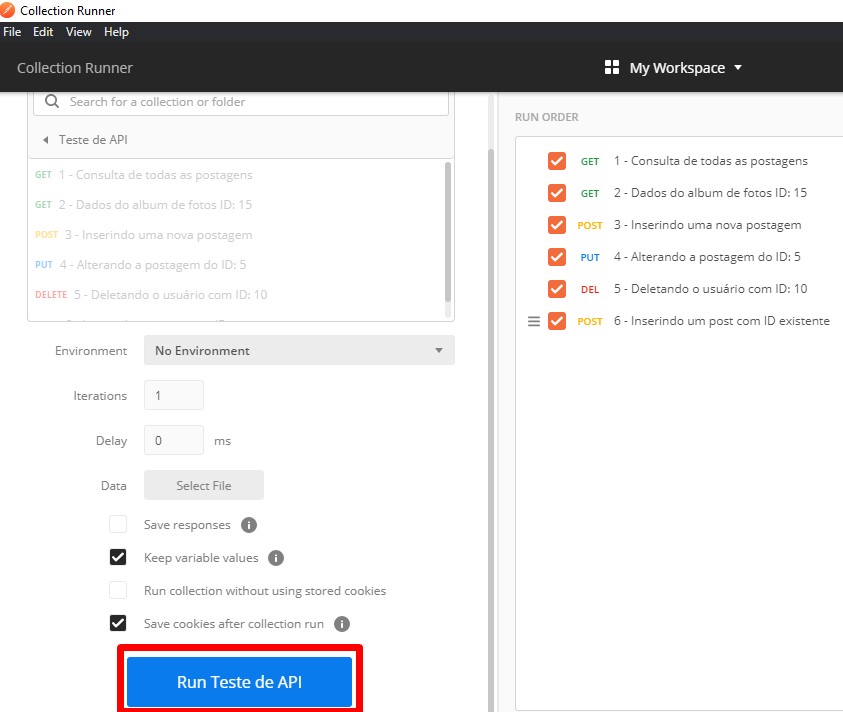 Collection Runner
File Edit View Help
Collection Runner
My Workspace
Search for a collection or folder
Teste de API
GET 1 - Consulta de todas as postagens
GET 2 - Dados do album de fotos ID: 15
POST 3 - Inserindo uma nova postagem
PUT 4 - Alterando a postagem do ID: 5
DELETE 5 - Deletando o usuário com ID: 10
Environment No Environment
Iterations 1
Delay 0 ms
Data Select File
Save responses
Keep variable values
Run collection without using stored cookies
Save cookies after collection run
Run Teste de API
RUN ORDER
GET 1 - Consulta de todas as postagens
GET 2 - Dados do album de fotos ID: 15
POST 3 - Inserindo uma nova postagem
PUT 4 - Alterando a postagem do ID: 5
DEL 5 - Deletando o usuário com ID: 10
POST 6 - Inserindo um post com ID existente